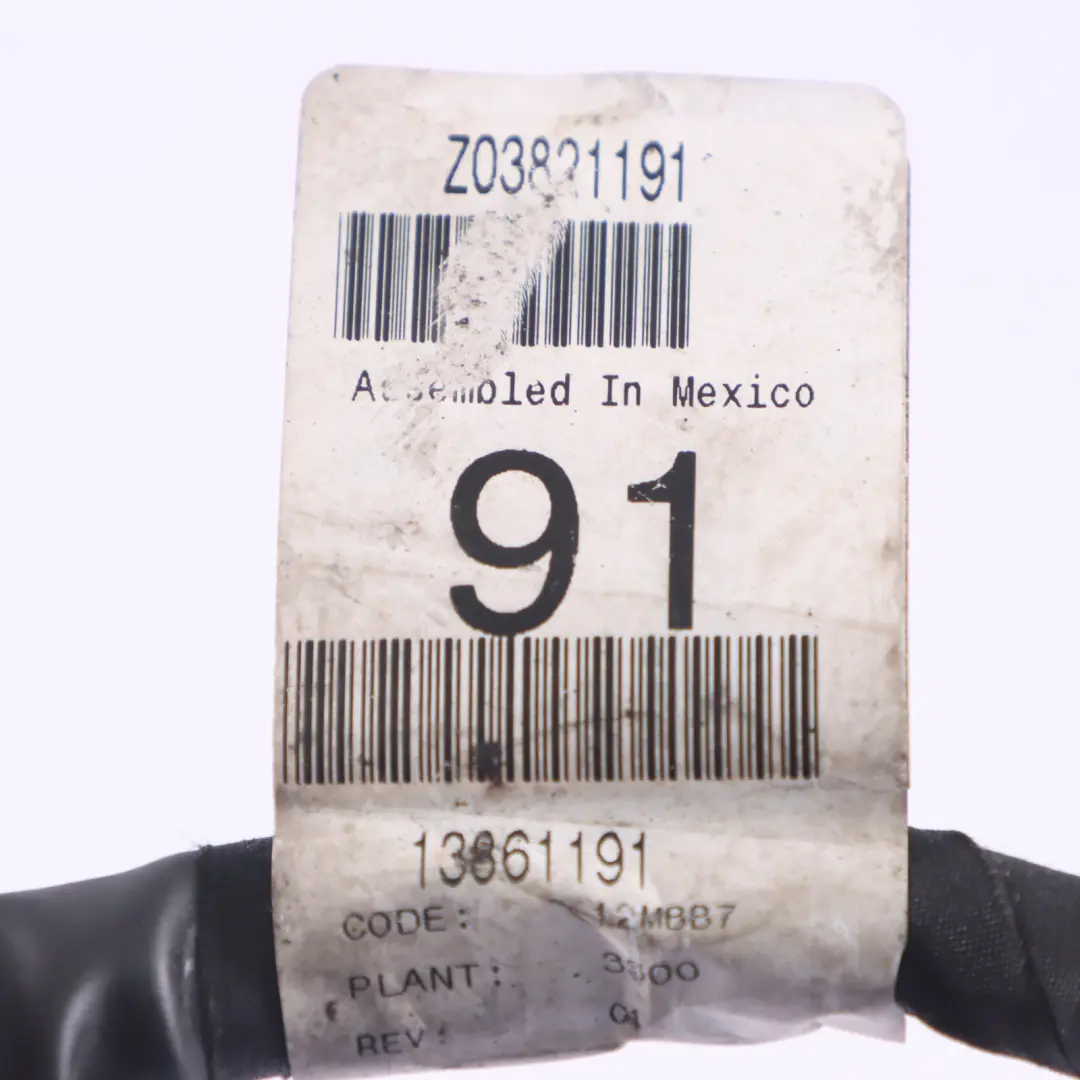 Z03821191
Assembled In Mexico
91
13861191
CODE:
PLANT:
REV: